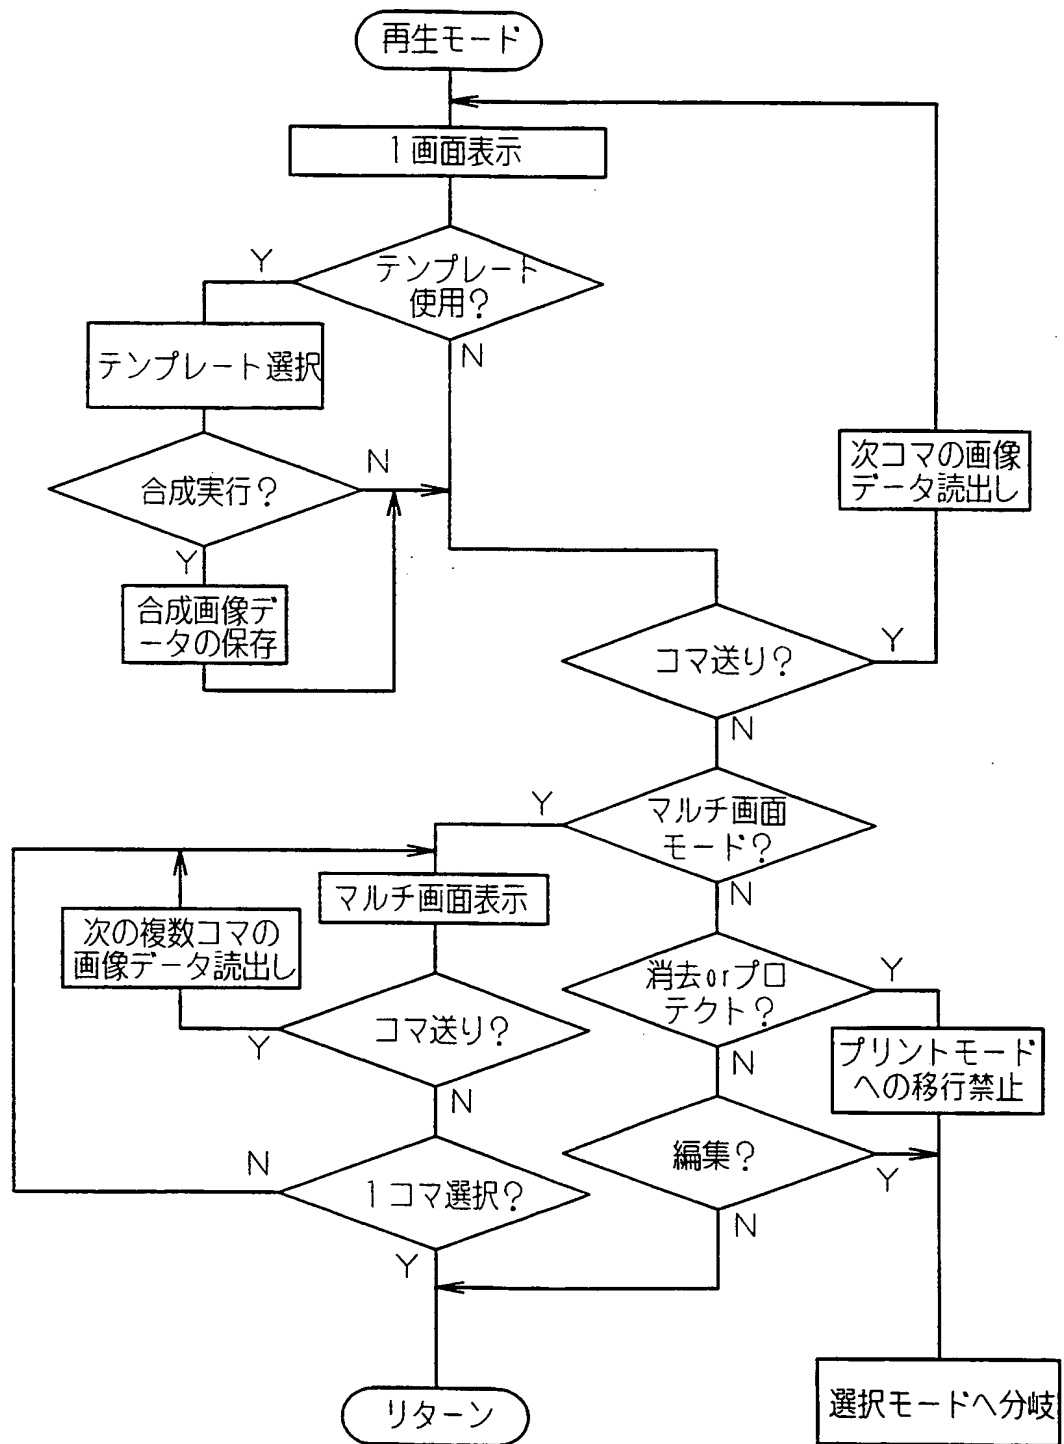 再生モード
1画面表示
Y
テンプレート
使用?
N
テンプレート選択
N
合成実行?
Y
合成画像デ
ータの保存
次コマの画像
データ読出し
コマ送り?
Y
N
Y
マルチ画面
モード?
N
マルチ画面表示
次の複数コマの
画像データ読出し
コマ送り?
Y
N
消去orプロ
テクト?
Y
N
プリントモード
への移行禁止
N
1コマ選択?
Y
編集?
Y
N
リターン
選択モードへ分岐